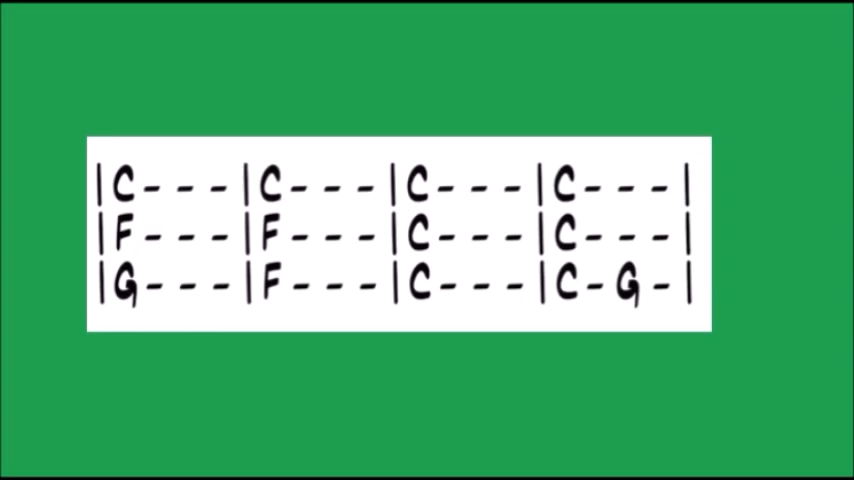 |C - - - |C - - - |C - - - |C - - - |
|F - - - |F - - - |C - - - |C - - - |
|G - - - |F - - - |C - - - |C - G - |